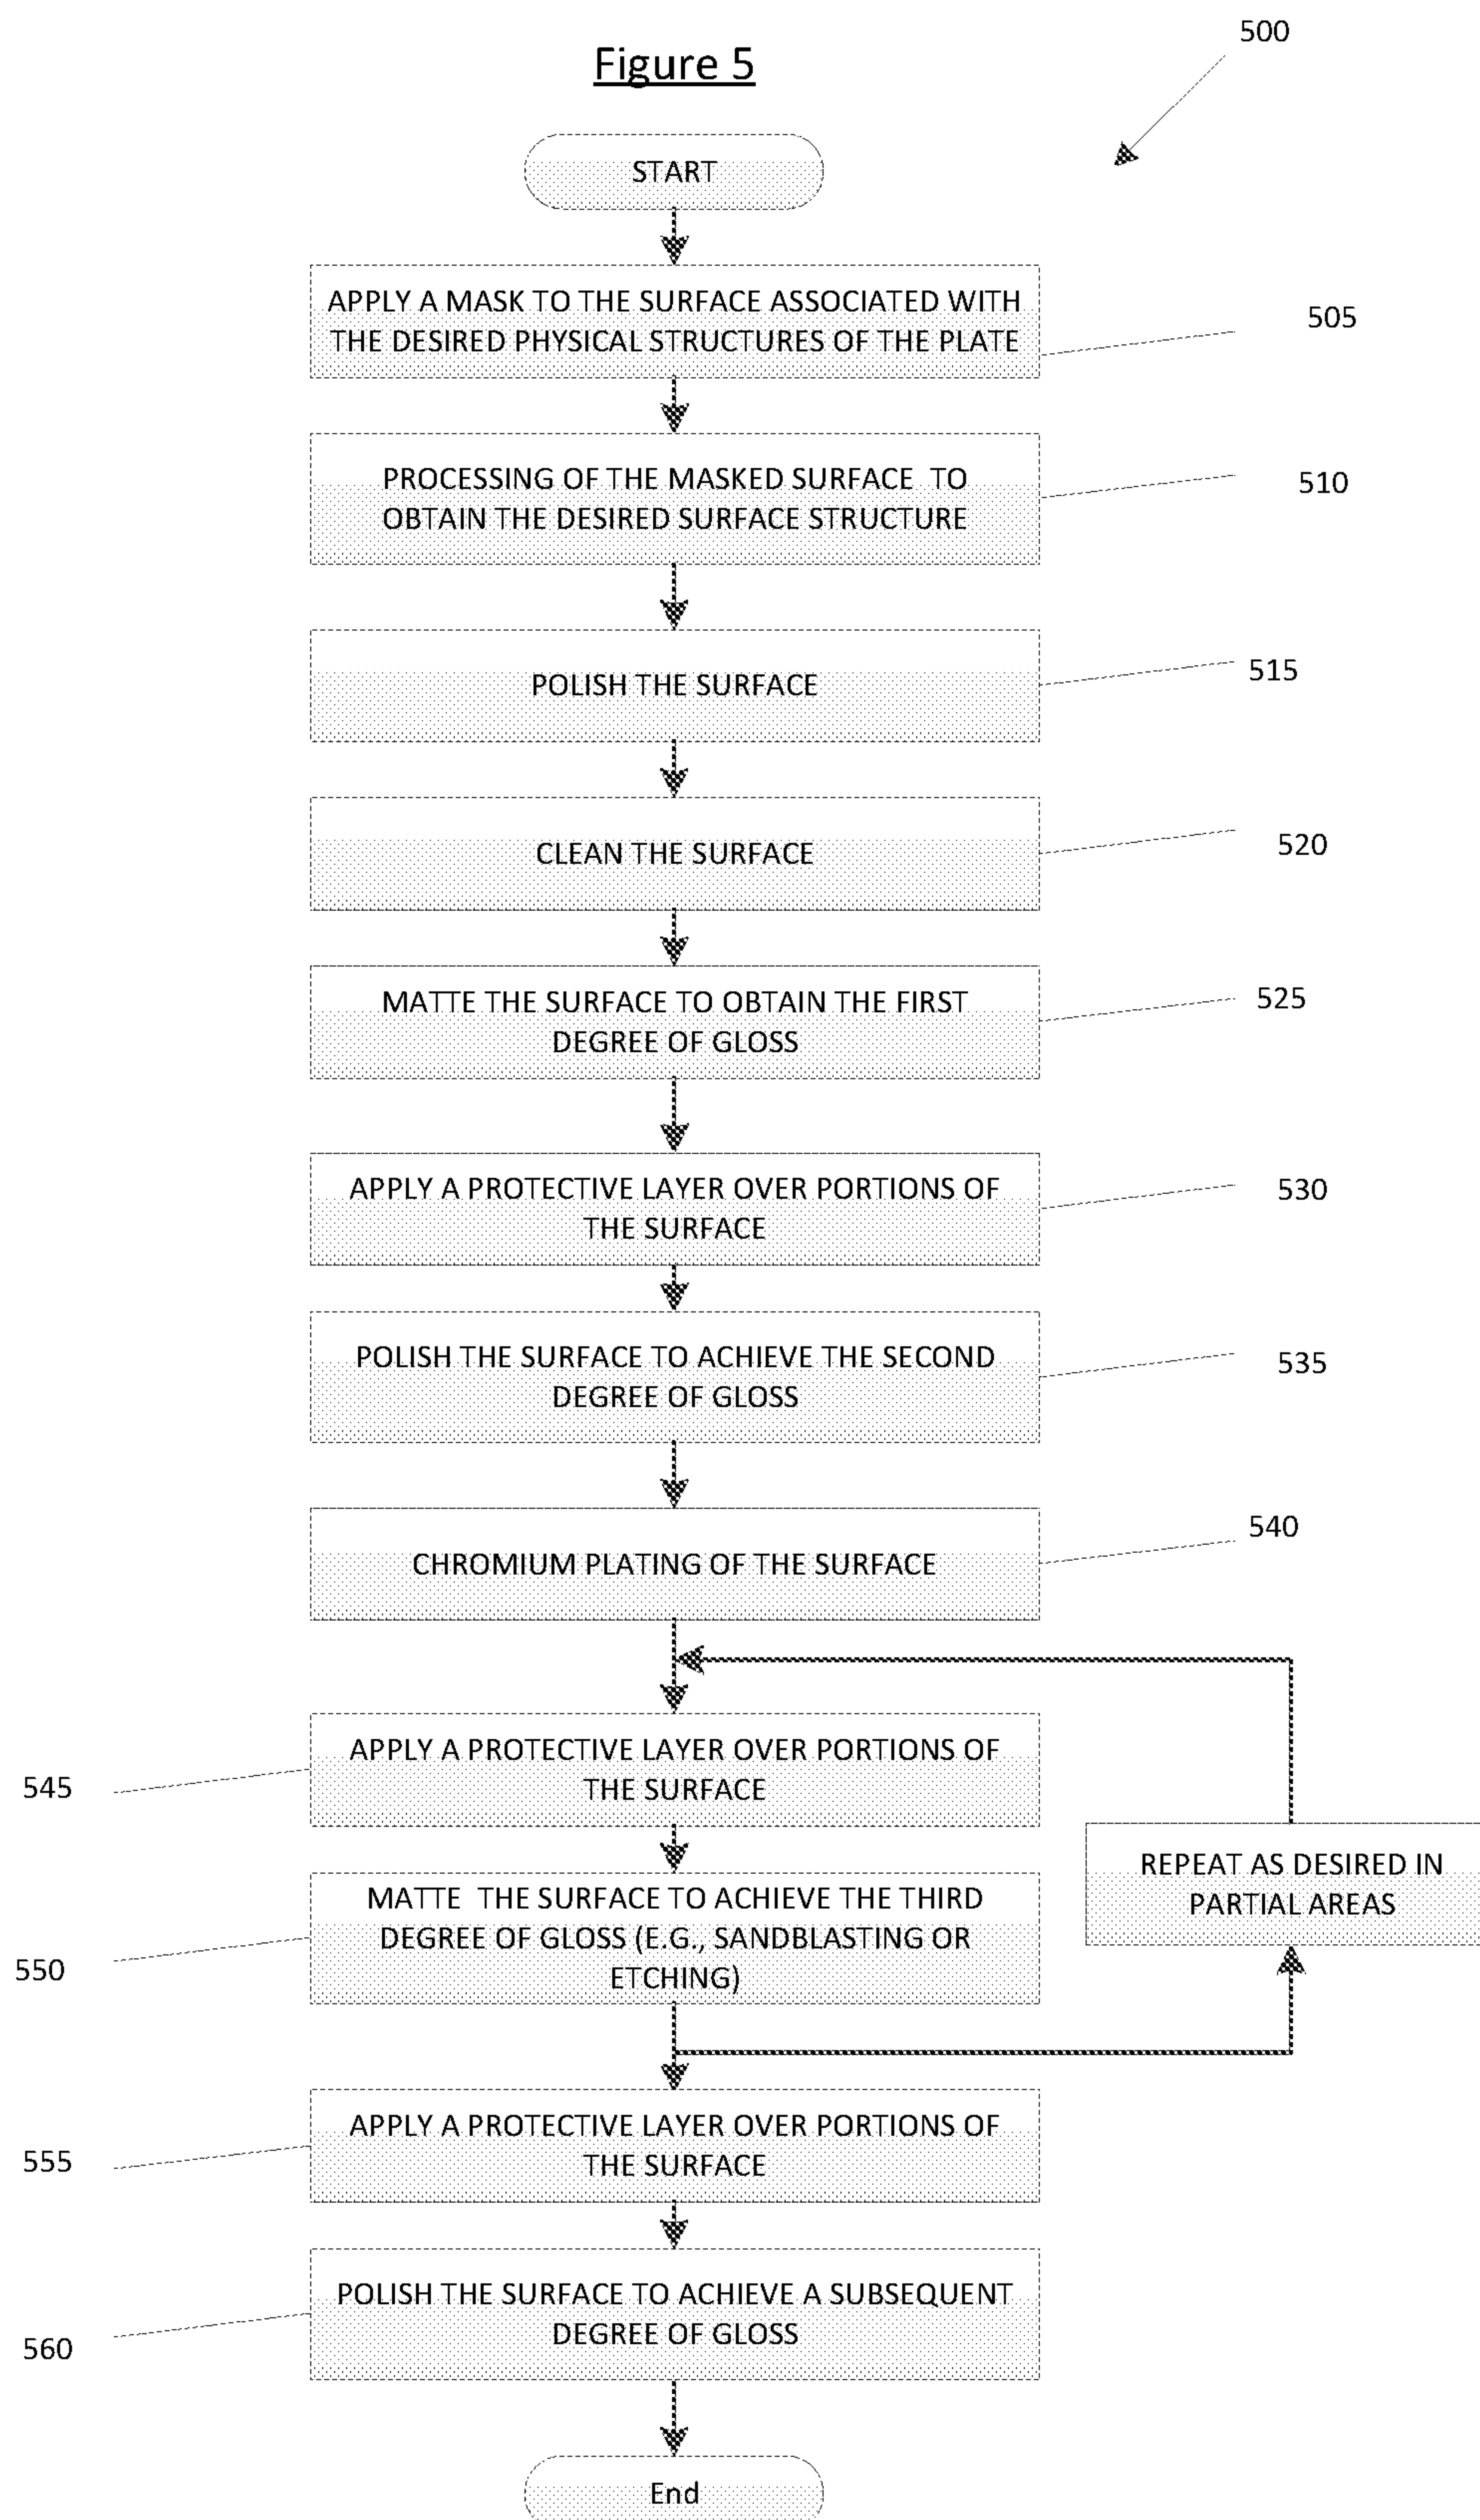 Figure 5
500
START
APPLY A MASK TO THE SURFACE ASSOCIATED WITH
THE DESIRED PHYSICAL STRUCTURES OF THE PLATE
505
PROCESSING OF THE MASKED SURFACE TO
OBTAIN THE DESIRED SURFACE STRUCTURE
510
POLISH THE SURFACE
515
CLEAN THE SURFACE
520
MATTE THE SURFACE TO OBTAIN THE FIRST
DEGREE OF GLOSS
525
APPLY A PROTECTIVE LAYER OVER PORTIONS OF
THE SURFACE
530
POLISH THE SURFACE TO ACHIEVE THE SECOND
DEGREE OF GLOSS
535
CHROMIUM PLATING OF THE SURFACE
540
APPLY A PROTECTIVE LAYER OVER PORTIONS OF
THE SURFACE
545
REPEAT AS DESIRED IN
PARTIAL AREAS
MATTE THE SURFACE TO ACHIEVE THE THIRD
DEGREE OF GLOSS (E.G., SANDBLASTING OR
ETCHING)
550
APPLY A PROTECTIVE LAYER OVER PORTIONS OF
THE SURFACE
555
POLISH THE SURFACE TO ACHIEVE A SUBSEQUENT
DEGREE OF GLOSS
560
End